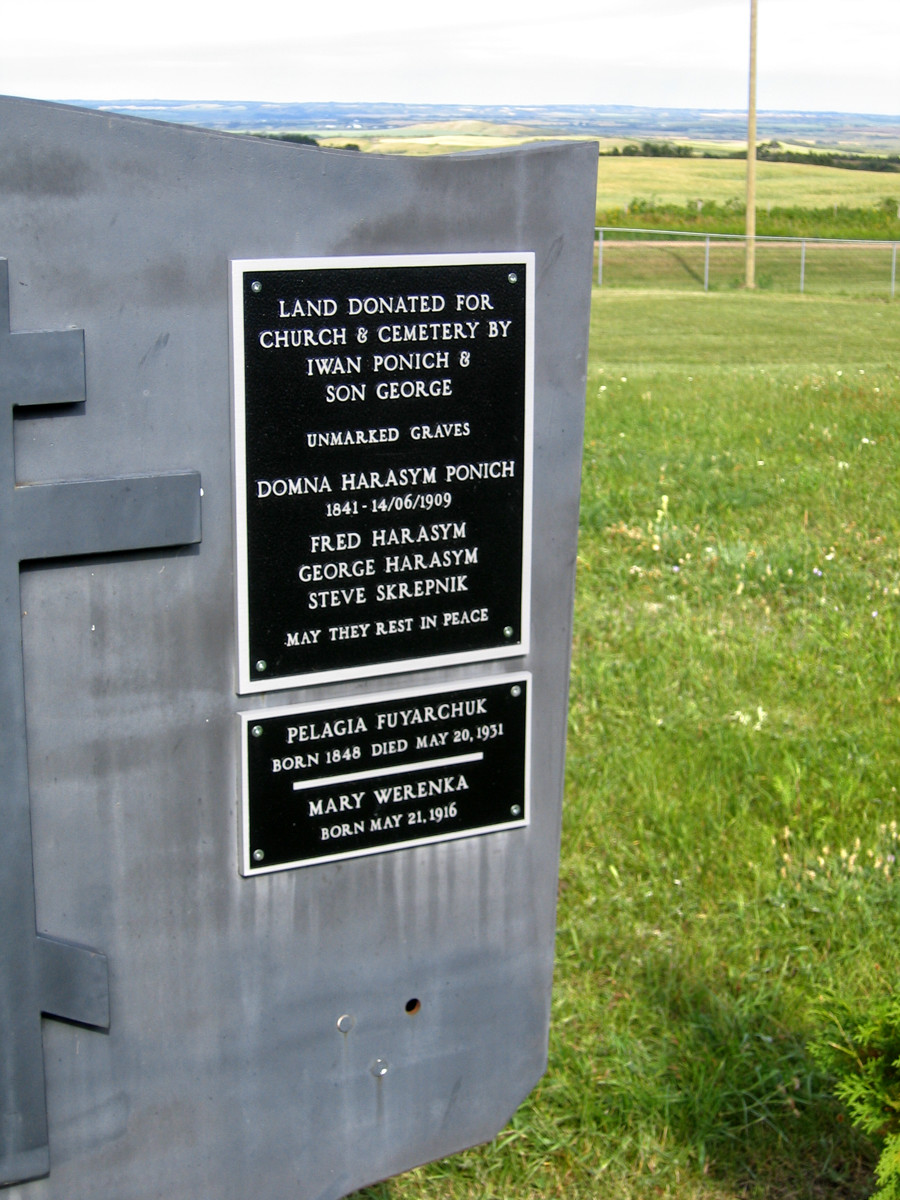 LAND DONATED FOR
CHURCH & CEMETERY BY
IWAN PONICH &
SON GEORGE
UNMARKED GRAVES
DOMNA HARASYM PONICH
1841 - 14/06/1909
FRED HARASYM
GEORGE HARASYM
STEVE SKREPNIK
MAY THEY REST IN PEACE
PELAGIA FUYARCHUK
BORN 1848 DIED MAY 20, 1931
MARY WERENKA
BORN MAY 21, 1916